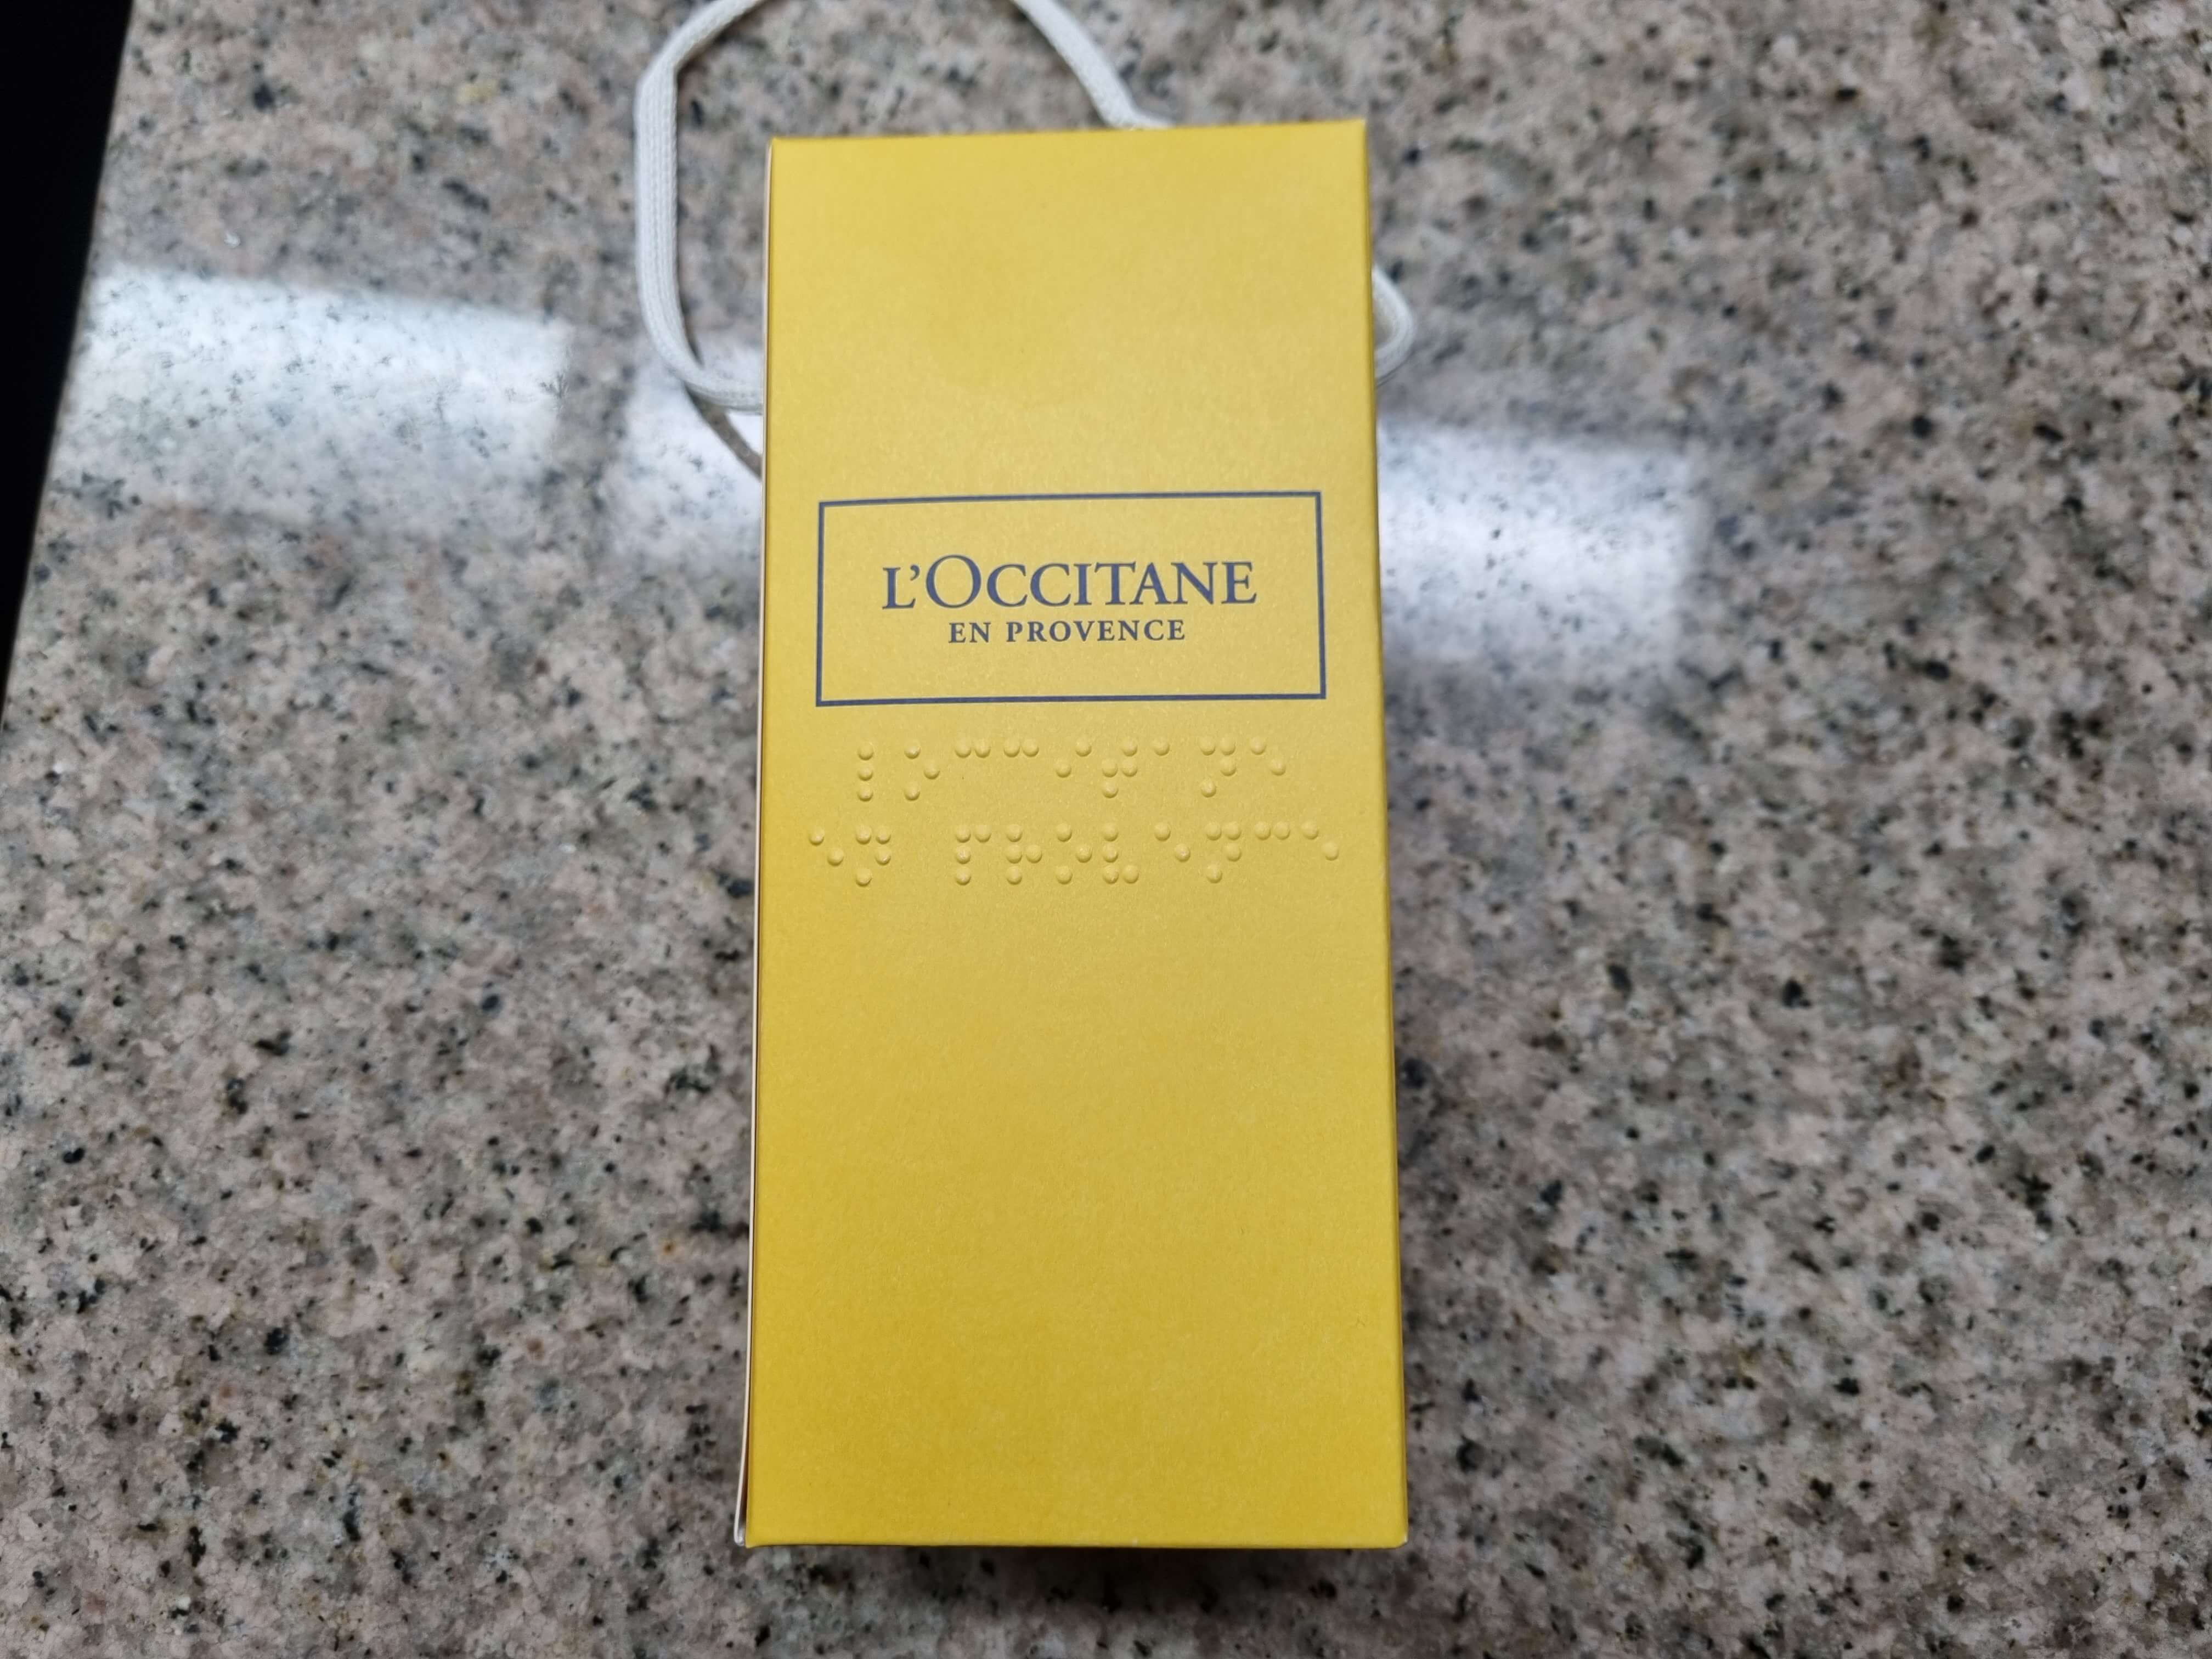 L'OCCITANE
EN PROVENCE
⠇⠕⠉⠉⠊⠞⠁⠝⠑
⠑⠝ ⠏⠗⠕⠧⠑⠝⠉⠑